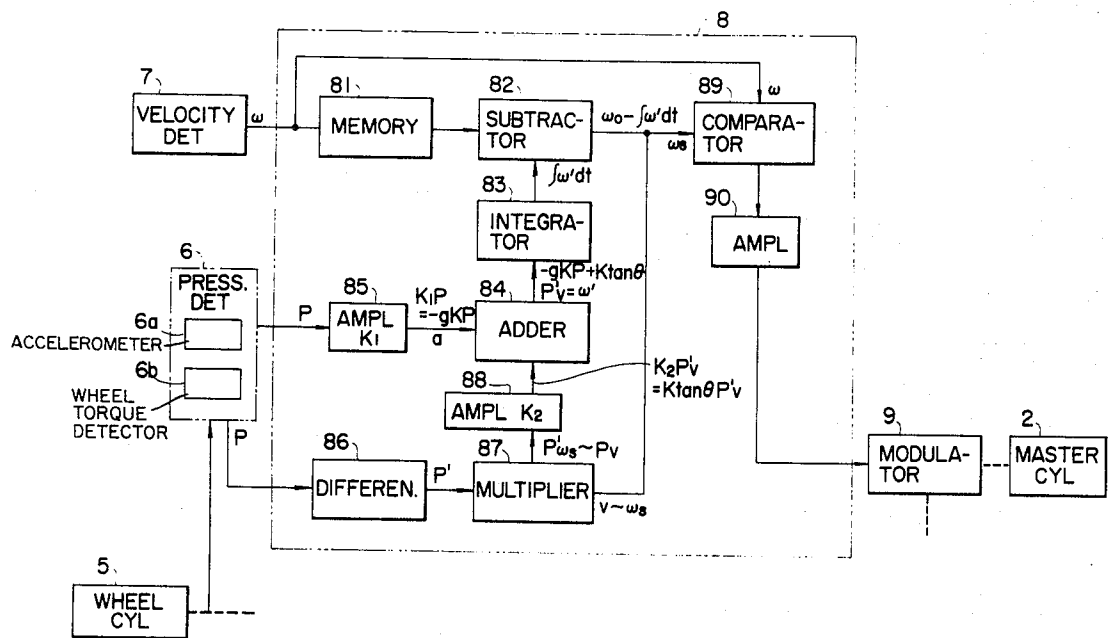 8
7
VELOCITY
DET
ω
81
MEMORY
82
SUBTRAC-
TOR
ω₀-∫ω'dt
ωs
89
ω
COMPARA-
TOR
∫ω'dt
83
INTEGRA-
TOR
90
AMPL
-gKP+Ktanθ
P'v=ω'
6
PRESS.
DET
6a
ACCELEROMETER
6b
WHEEL
TORQUE
DETECTOR
P
P
85
AMPL
K₁
K₁P
=-gKP
a
84
ADDER
K₂P'v
=KtanθP'v
88
AMPL K₂
P'ωs~Pv
86
DIFFEREN.
P'
87
MULTIPLIER
v~ωs
9
MODULA-
TOR
2
MASTER
CYL
5
WHEEL
CYL